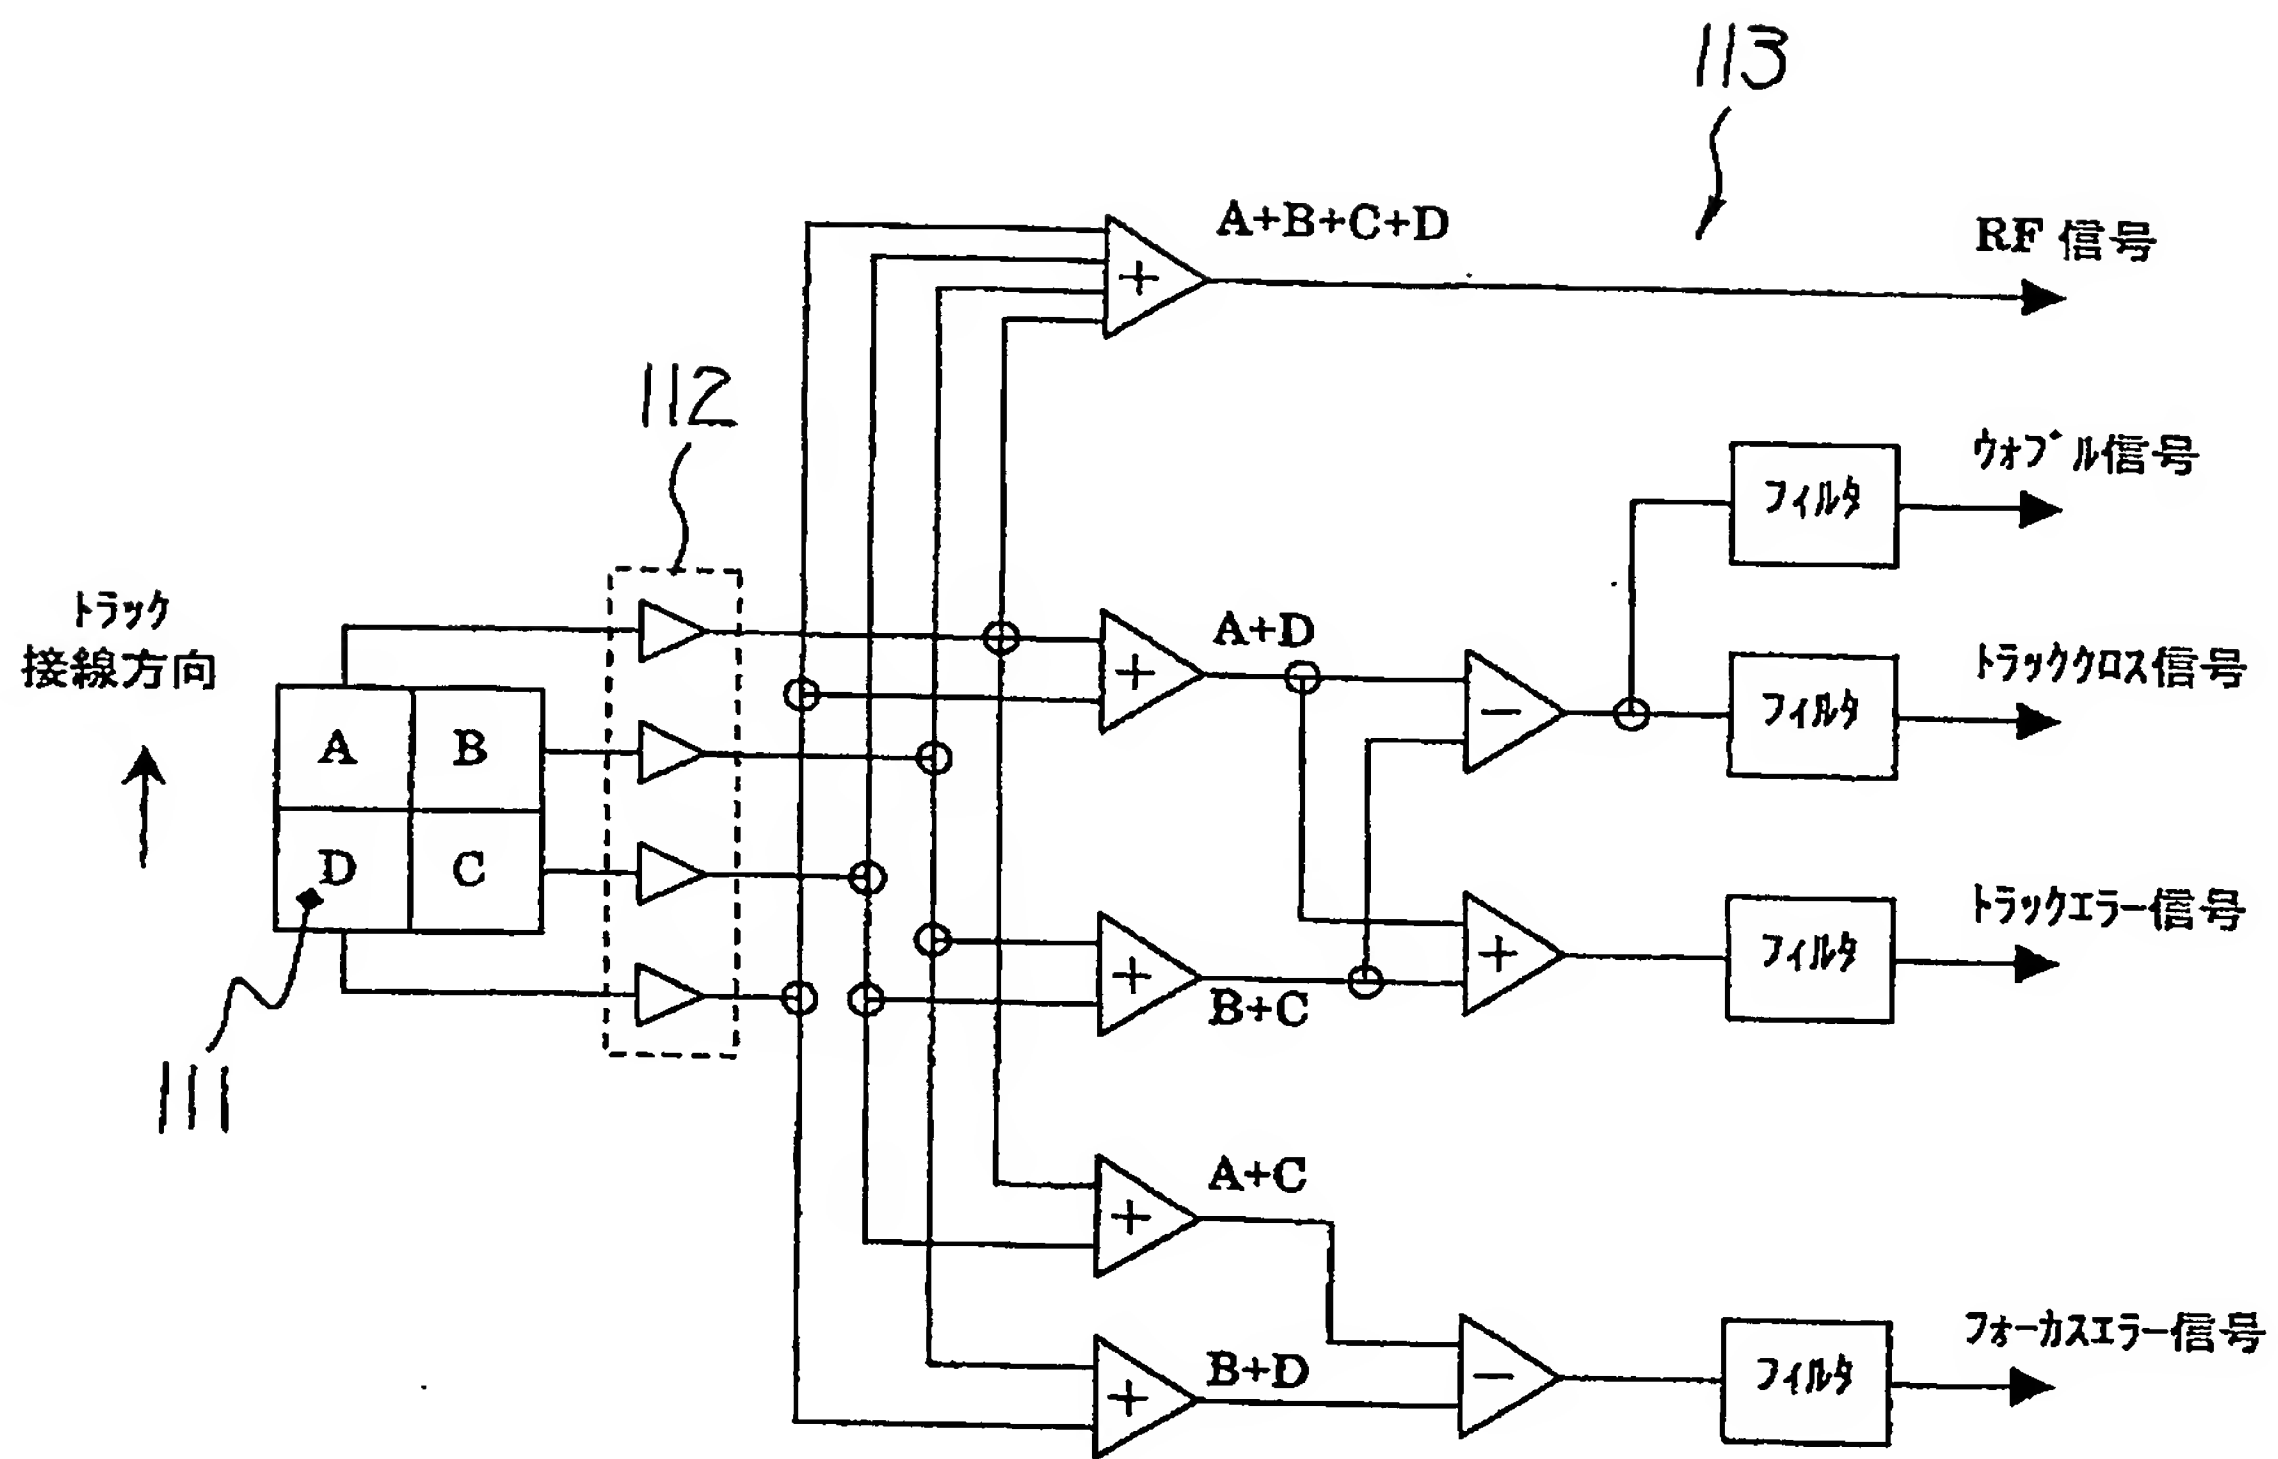 113
A+B+C+D
RF 信号
112
ｳｫﾌﾞﾙ信号
フィルタ
トラック
接線方向
A+D
トラッククロス信号
+
+
−
フィルタ
A
B
D
C
トラックエラー信号
+
+
フィルタ
B+C
111
A+C
+
B+D
フォーカスエラー信号
+
−
フィルタ